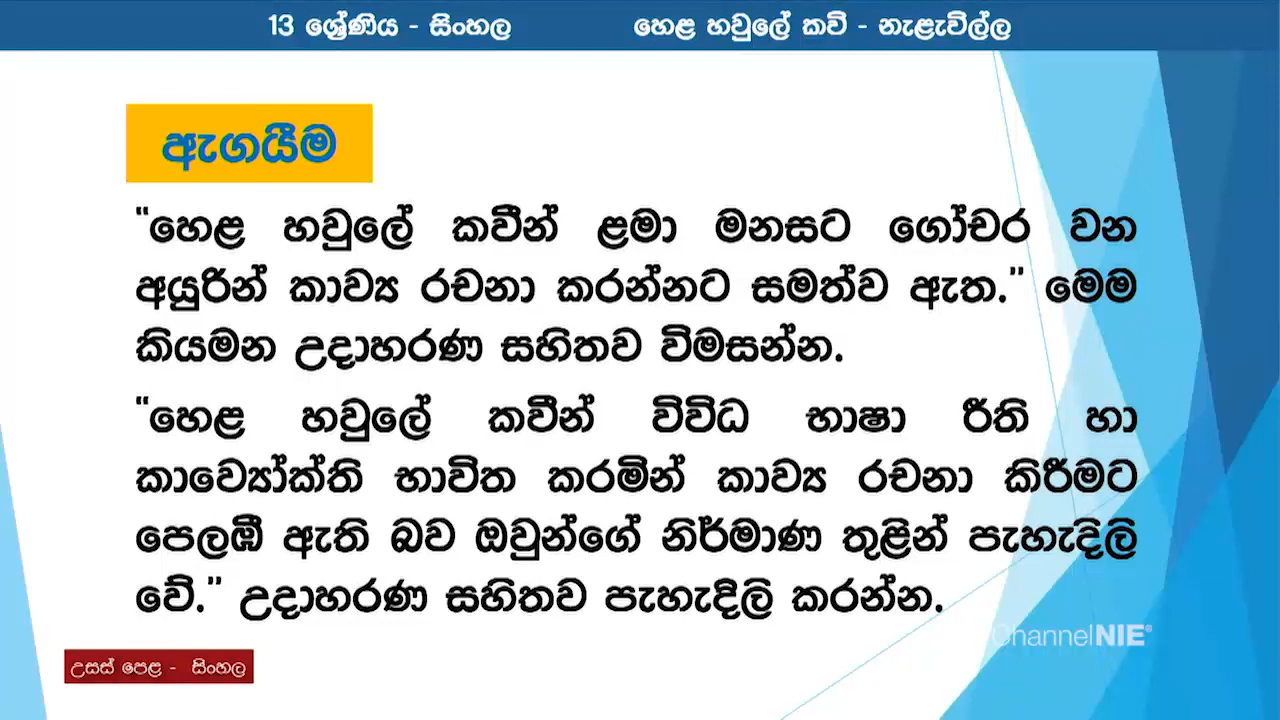 13 ශ්‍රේණිය - සිංහල හෙළ හවුලේ කවි - නැළැවිල්ල
ඇගයීම
“හෙළ හවුලේ කවීන් ළමා මනසට ගෝචර වන
අයුරින් කාව්‍ය රචනා කරන්නට සමත්ව ඇත.” මෙම
කියමන උදාහරණ සහිතව විමසන්න.
“හෙළ හවුලේ කවීන් විවිධ භාෂා රීති හා
කාව්‍යෝක්ති භාවිත කරමින් කාව්‍ය රචනා කිරීමට
පෙලඹී ඇති බව ඔවුන්ගේ නිර්මාණ තුළින් පැහැදිලි
වේ.” උදාහරණ සහිතව පැහැදිලි කරන්න.
ChannelNIE®
උසස් පෙළ - සිංහල